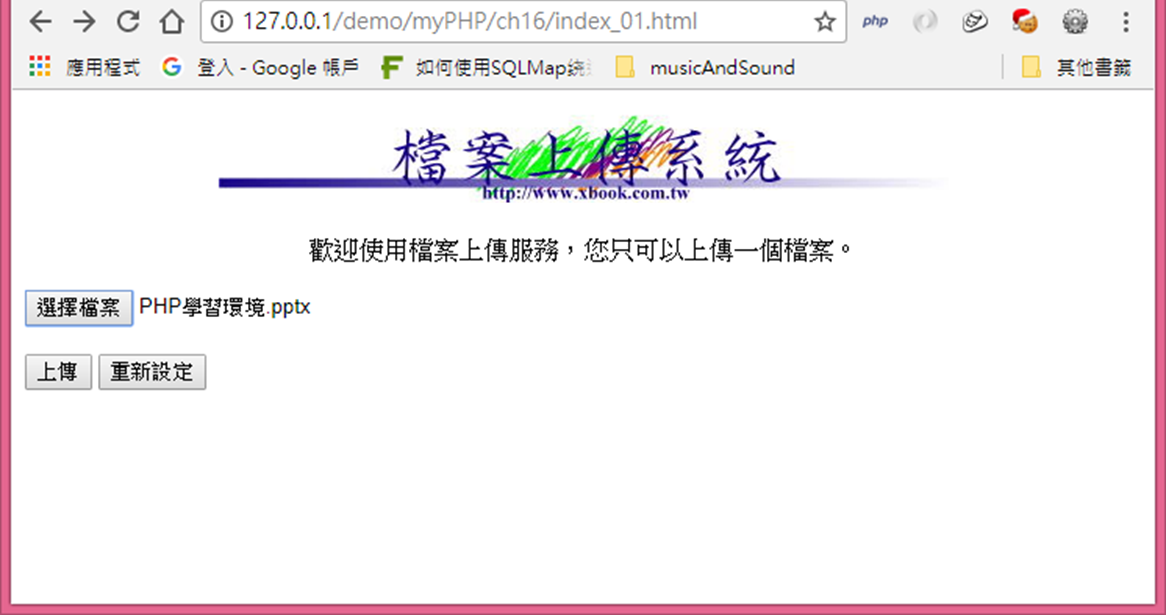 127.0.0.1/demo/myPHP/ch16/index_01.html php
應用程式 登入 - Google 帳戶 如何使用SQLMap繞 musicAndSound 其他書籤
檔案上傳系統
http://www.xbook.com.tw
歡迎使用檔案上傳服務，您只可以上傳一個檔案。
選擇檔案 PHP學習環境.pptx
上傳 重新設定